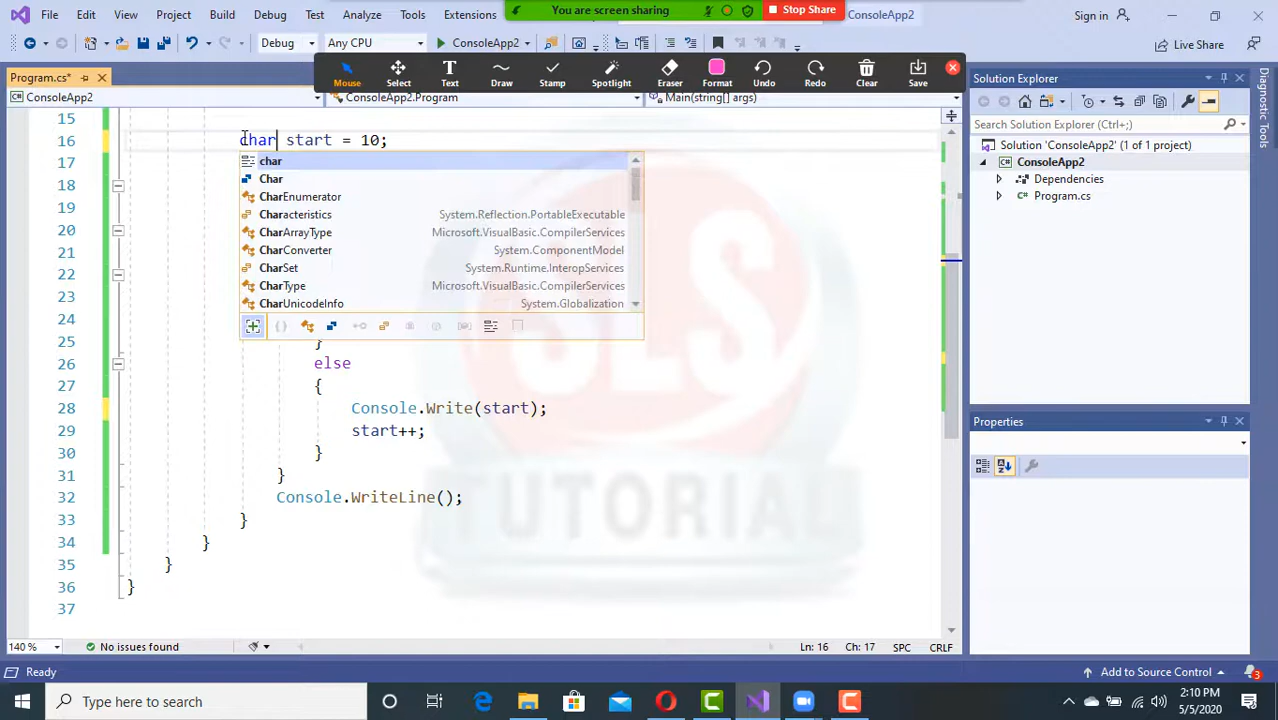 You are screen sharing
Stop Share
File Edit View Project Build Debug Test Analyze Tools Extensions
ConsoleApp2
Sign in
Debug Any CPU ConsoleApp2
Live Share
Mouse Select Text Draw Stamp Spotlight Eraser Format Undo Redo Clear Save
Program.cs*
ConsoleApp2 ConsoleApp2.Program Main(string[] args)
15
16 char start = 10;
17
18
19
20
21
22
23
24
25 }
26 else
27 {
28 Console.Write(start);
29 start++;
30 }
31 }
32 Console.WriteLine();
33 }
34 }
35 }
36 }
37
char
Char
CharEnumerator
Characteristics System.Reflection.PortableExecutable
CharArrayType Microsoft.VisualBasic.CompilerServices
CharConverter System.ComponentModel
CharSet System.Runtime.InteropServices
CharType Microsoft.VisualBasic.CompilerServices
CharUnicodeInfo System.Globalization
SLS
TUTORIAL
Solution Explorer
Search Solution Explorer (Ctrl+;)
Solution 'ConsoleApp2' (1 of 1 project)
ConsoleApp2
Dependencies
Program.cs
Properties
Diagnostic Tools
140 % No issues found Ln: 16 Ch: 17 SPC CRLF
Ready Add to Source Control 3
Type here to search
2:10 PM
5/5/2020